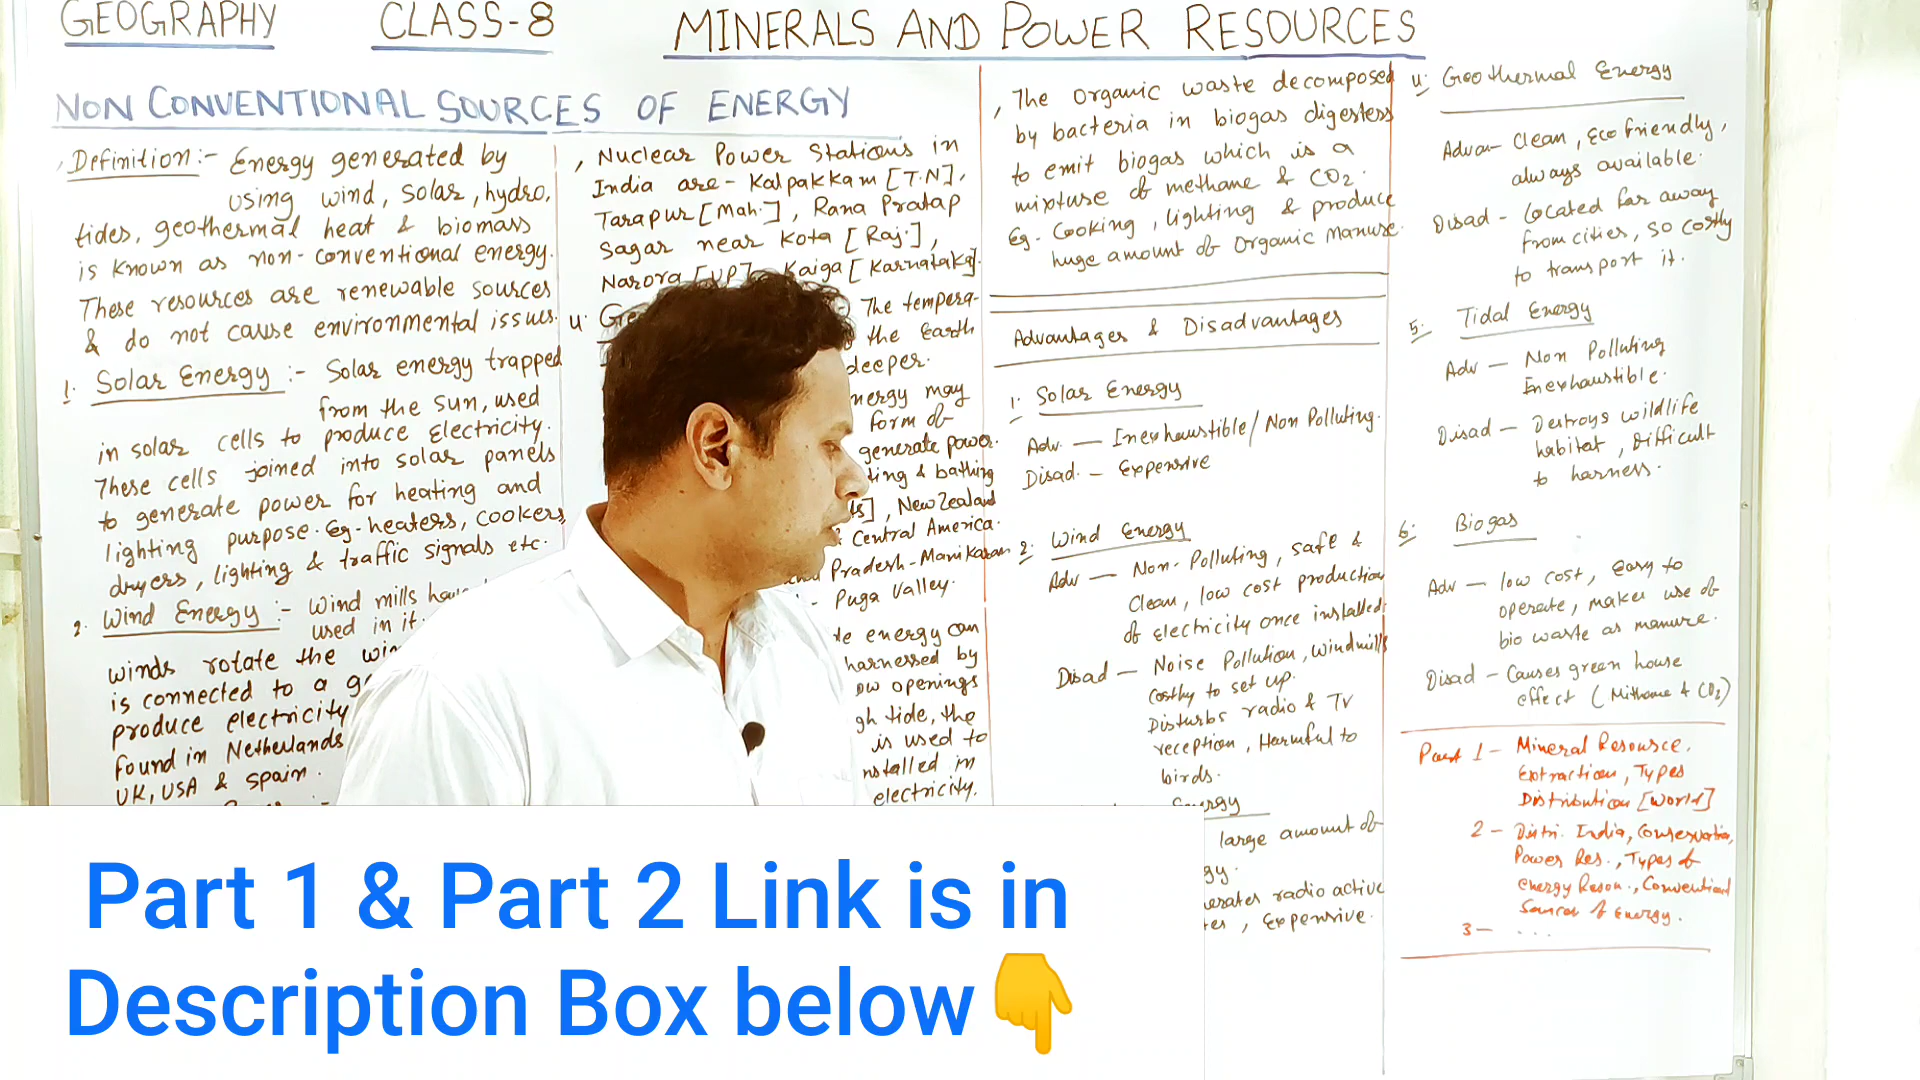 GEOGRAPHY CLASS-8 MINERALS AND POWER RESOURCES
NON CONVENTIONAL SOURCES OF ENERGY
Definition:- Energy generated by
using wind, Solar, hydro,
tides, geothermal heat & biomass
is known as non-conventional energy.
These resources are renewable sources
& do not cause environmental issues.
1. Solar Energy :- Solar energy trapped
from the sun, used
in solar cells to produce Electricity.
These cells joined into solar panels
to generate power for heating and
lighting purpose. Eg- heaters, cookers,
dryers, lighting & traffic signals etc.
2. Wind Energy :- Wind mills
used in it.
winds rotate the
is connected to a
produce electricity
found in Netherlands
UK, USA & Spain.
, Nuclear Power Stations in
India are - Kalpakkam [T.N],
Tarapur [Mah.], Rana Pratap
Sagar near Kota [Raj.],
Narora [UP], Kaiga [Karnataka].
4. The tempera-
the Earth
deeper.
may
form of
generate power.
& bathing
, New Zealand
Central America.
Pradesh - Manikaran
- Puga Valley.
energy can
harnessed by
openings
tide, the
is used to
in
electricity.
, The Organic waste decomposed
by bacteria in biogas digesters
to emit biogas which is a
mixture of methane & CO2.
Eg- Cooking, lighting & produce
huge amount of Organic Manure.
Advantages & Disadvantages
1. Solar Energy
Adv. — Inexhaustible/Non Polluting.
Disad. - Expensive
2. Wind Energy
Adv — Non-Polluting, safe &
Clean, low cost production
of electricity once installed.
Disad — Noise Pollution, windmills
Costly to set up.
Disturbs radio & TV
reception, Harmful to
birds.
Energy
large amount of
radio active
, Expensive.
4. Geothermal Energy
Advan- Clean, Eco friendly,
always available.
Disad - Located far away
from cities, so costly
to transport it.
5. Tidal Energy
Adv — Non Polluting
Inexhaustible.
Disad — Destroys wildlife
habitat, Difficult
to harness.
6. Biogas
Adv — low cost, easy to
operate, makes use of
bio waste as manure.
Disad - Causes green house
effect (Mithane & CO2)
Part 1 - Mineral Resource,
Extraction, Types
Distribution [World]
2 - Distri. India, Conservation,
Power Res., Types of
energy Resou., Conventional
Sources of Energy.
3 — ...
Part 1 & Part 2 Link is in
Description Box below👇